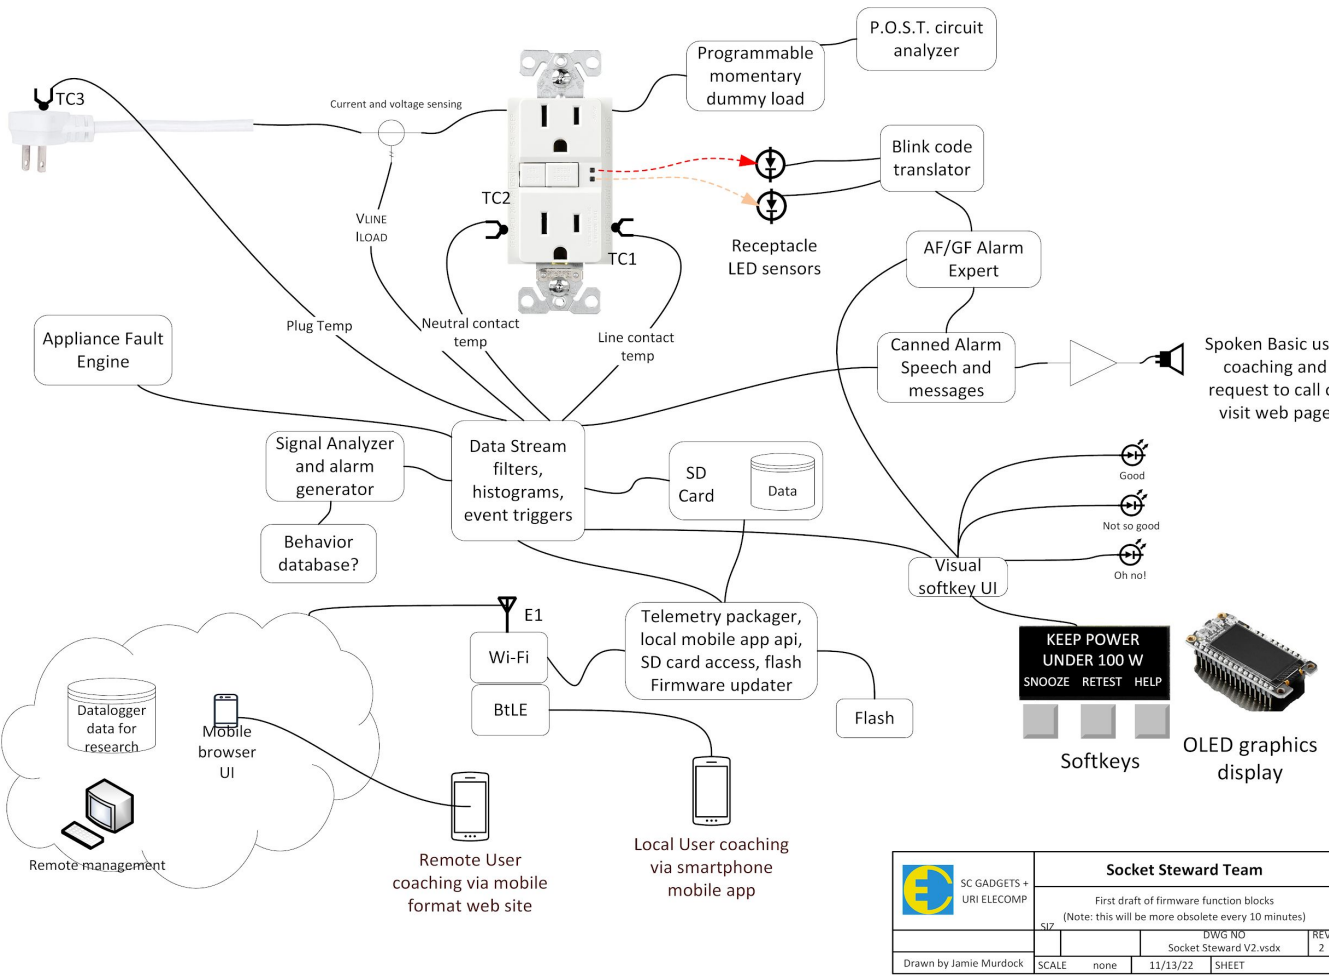 P.O.S.T. circuit
analyzer
Programmable
momentary
dummy load
TC3
Current and voltage sensing
Blink code
translator
TC2
VLINE
ILOAD
Receptacle
LED sensors
TC1
AF/GF Alarm
Expert
Plug Temp
Neutral contact
temp
Line contact
temp
Appliance Fault
Engine
Canned Alarm
Speech and
messages
Spoken Basic us
coaching and
request to call o
visit web page
Signal Analyzer
and alarm
generator
Data Stream
filters,
histograms,
event triggers
SD
Card
Data
Good
Not so good
Oh no!
Behavior
database?
Visual
softkey UI
E1
Wi-Fi
BtLE
Telemetry packager,
local mobile app api,
SD card access, flash
Firmware updater
Flash
KEEP POWER
UNDER 100 W
SNOOZE RETEST HELP
Softkeys
OLED graphics
display
Datalogger
data for
research
Mobile
browser
UI
Remote management
Remote User
coaching via mobile
format web site
Local User coaching
via smartphone
mobile app
SC GADGETS +
URI ELECOMP
Socket Steward Team
First draft of firmware function blocks
(Note: this will be more obsolete every 10 minutes)
SIZ
DWG NO
Socket Steward V2.vsdx
REV
2
Drawn by Jamie Murdock
SCALE none 11/13/22 SHEET